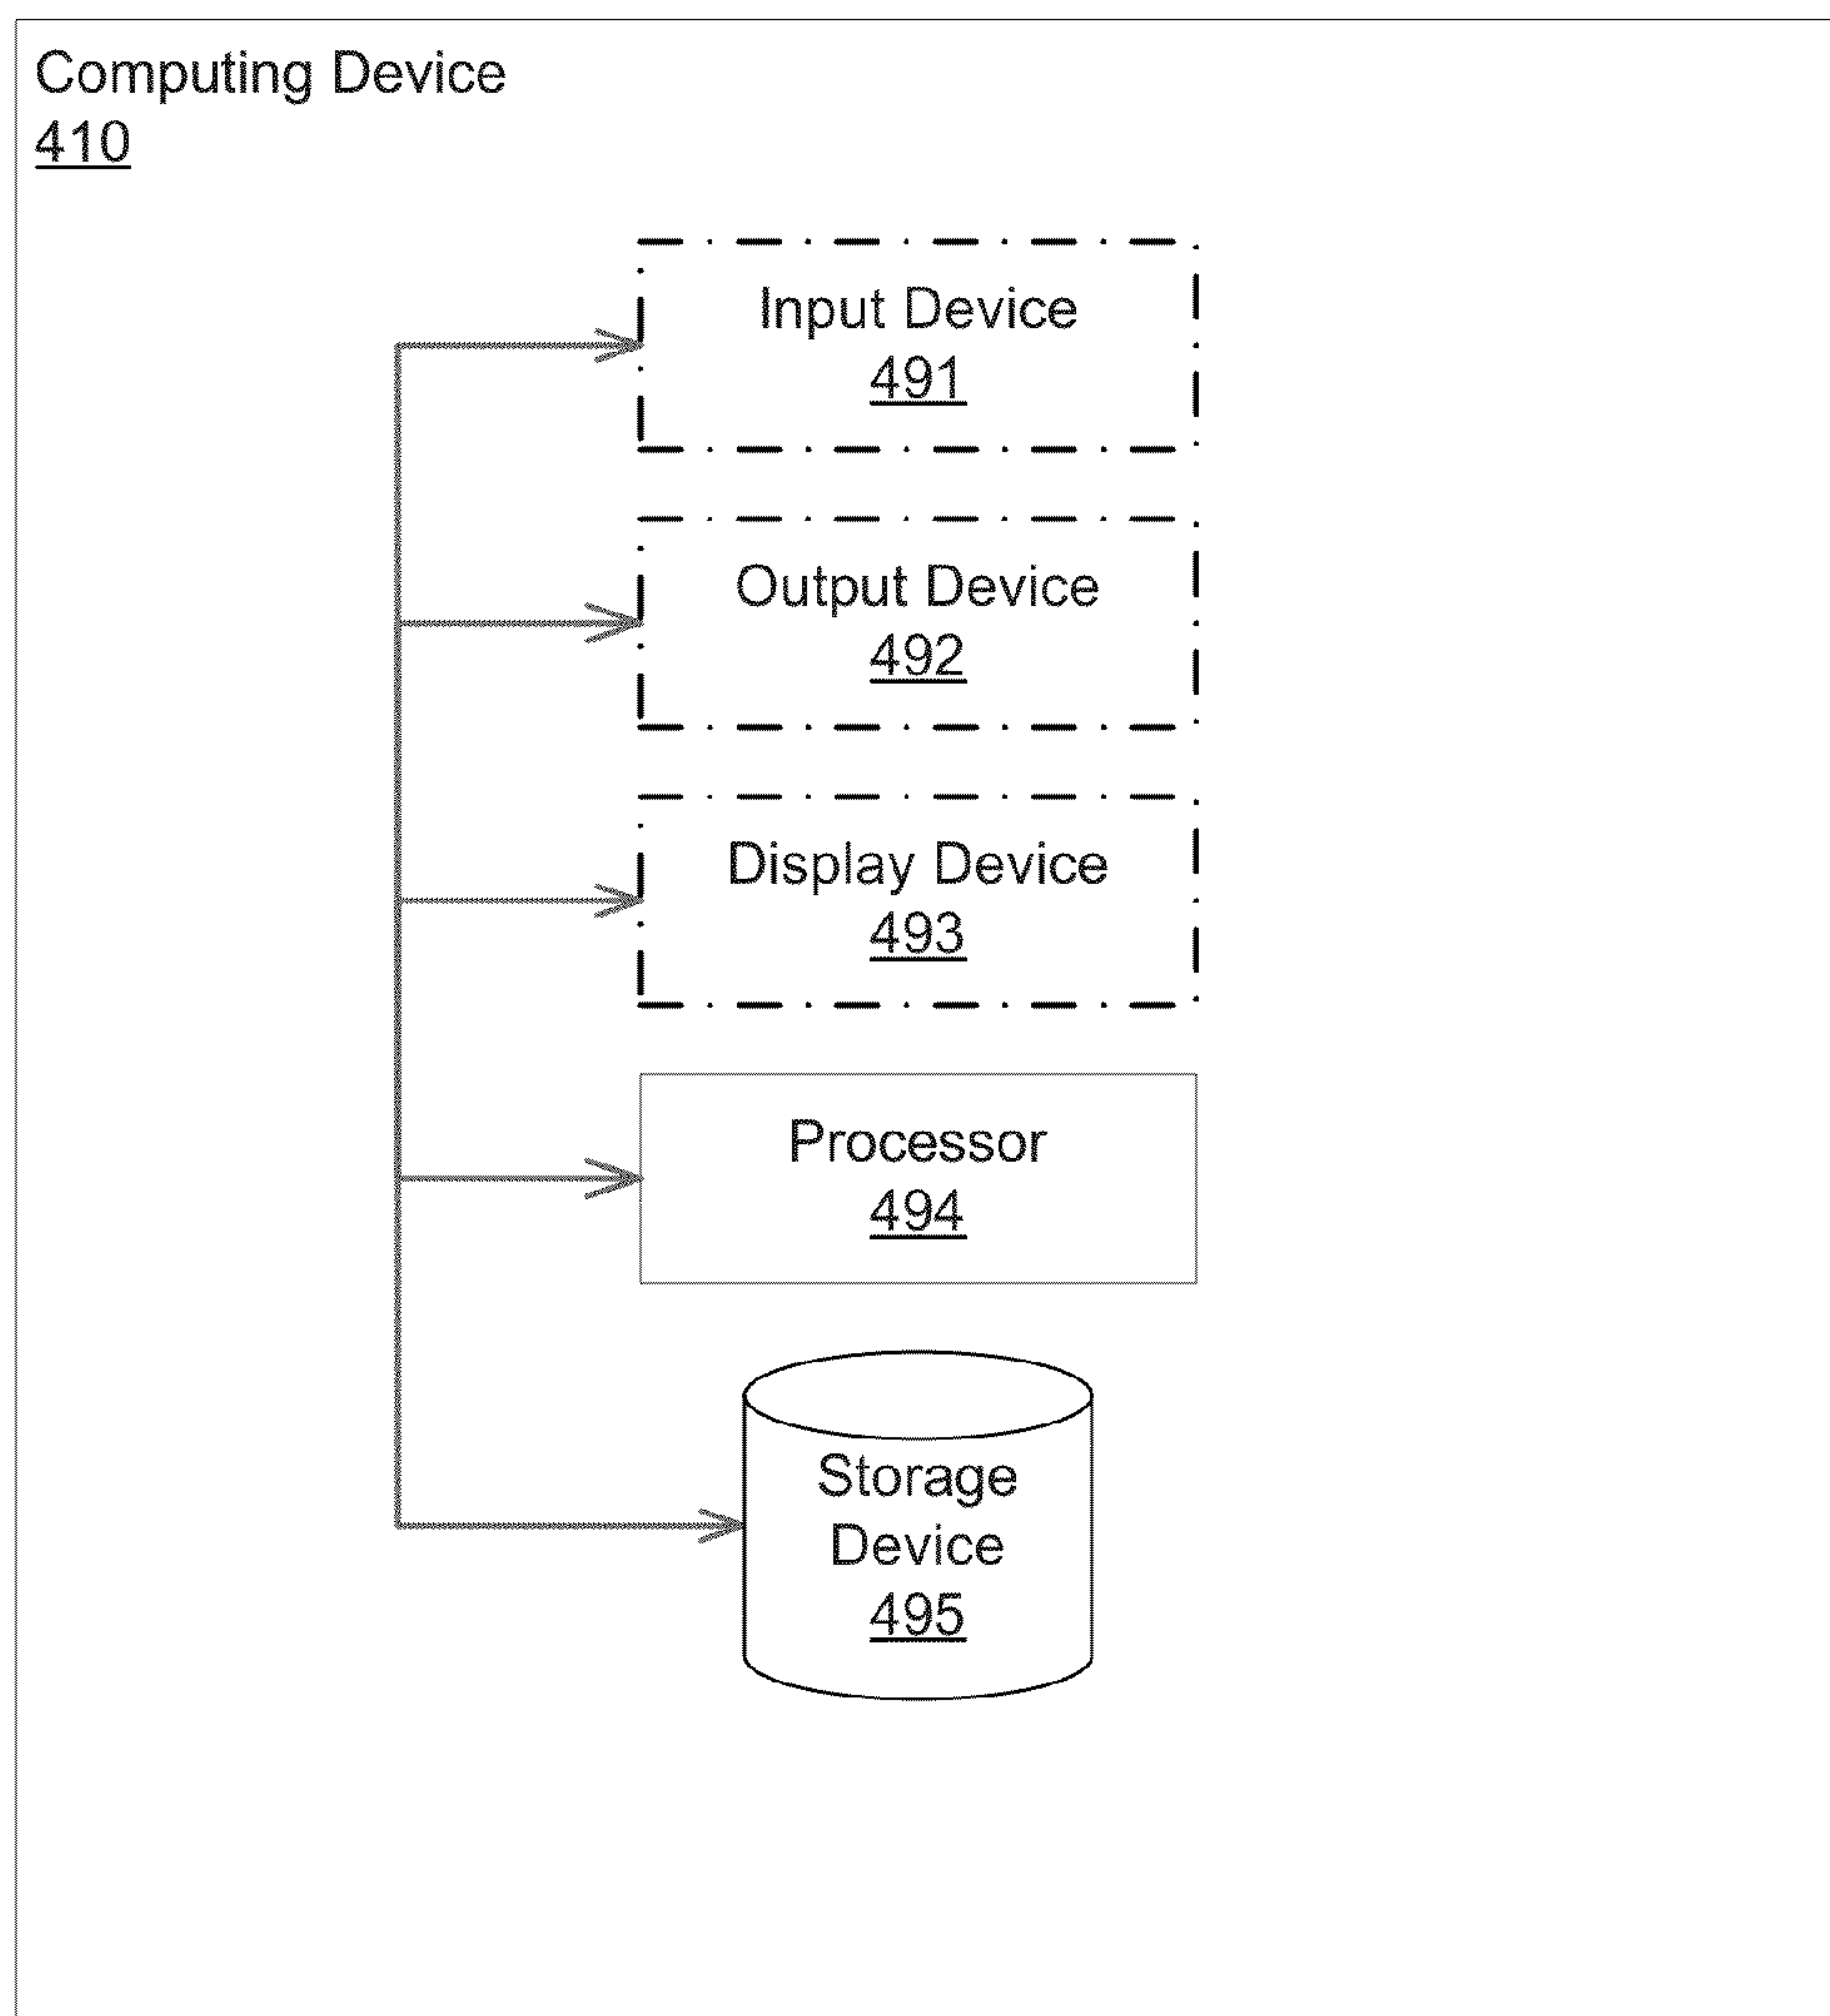 Computing Device
410
Input Device
491
Output Device
492
Display Device
493
Processor
494
Storage
Device
495